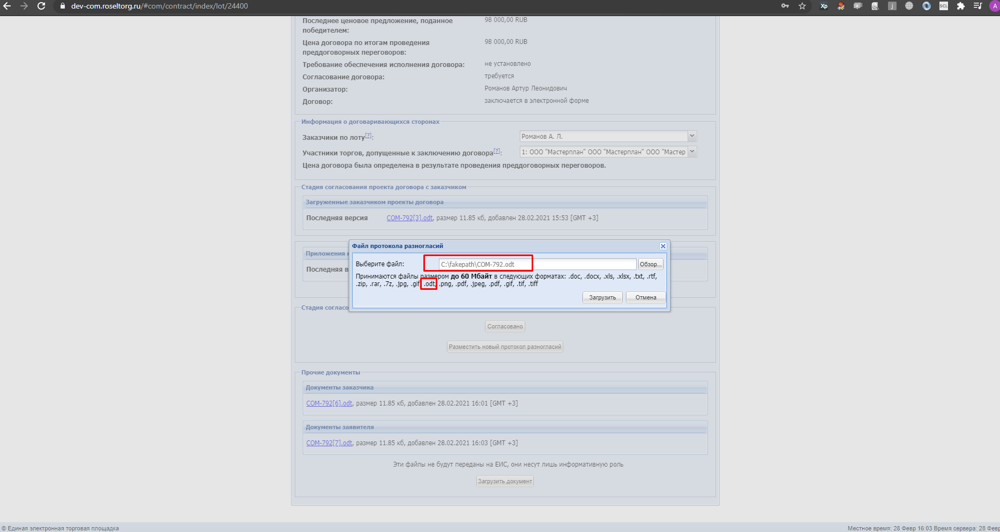 dev-com.roseltorg.ru/#com/contract/index/lot/24400
Последнее ценовое предложение, поданное победителем: 98 000,00 RUB
Цена договора по итогам проведения преддоговорных переговоров: 98 000,00 RUB
Требование обеспечения исполнения договора: не установлено
Согласование договора: требуется
Организатор: Романов Артур Леонидович
Договор: заключается в электронной форме
Информация о договаривающихся сторонах
Заказчики по лоту[?]: Романов А. Л.
Участники торгов, допущенные к заключению договора[?]: 1: ООО "Мастерплан" ООО "Мастерплан" ООО "Мастер
Цена договора была определена в результате проведения преддоговорных переговоров.
Стадия согласования проекта договора с заказчиком
Загруженные заказчиком проекты договора
Последняя версия COM-792[3].odt, размер 11.85 кб, добавлен 28.02.2021 15:53 [GMT +3]
Приложения
Последняя в
Файл протокола разногласий
Выберите файл: C:\fakepath\COM-792.odt Обзор...
Принимаются файлы размером до 60 Мбайт в следующих форматах: .doc, .docx, .xls, .xlsx, .txt, .rtf,
.zip, .rar, .7z, .jpg, .gif, .odt, .png, .pdf, .jpeg, .pdf, .gif, .tif, .tiff
Загрузить Отмена
Стадия согласо
Согласовано
Разместить новый протокол разногласий
Прочие документы
Документы заказчика
COM-792[6].odt, размер 11.85 кб, добавлен 28.02.2021 16:01 [GMT +3]
Документы заявителя
COM-792[7].odt, размер 11.85 кб, добавлен 28.02.2021 16:03 [GMT +3]
Эти файлы не будут переданы на ЕИС, они несут лишь информативную роль
Загрузить документ
© Единая электронная торговая площадка Местное время: 28 Февр 16:03 Время сервера: 28 Февр